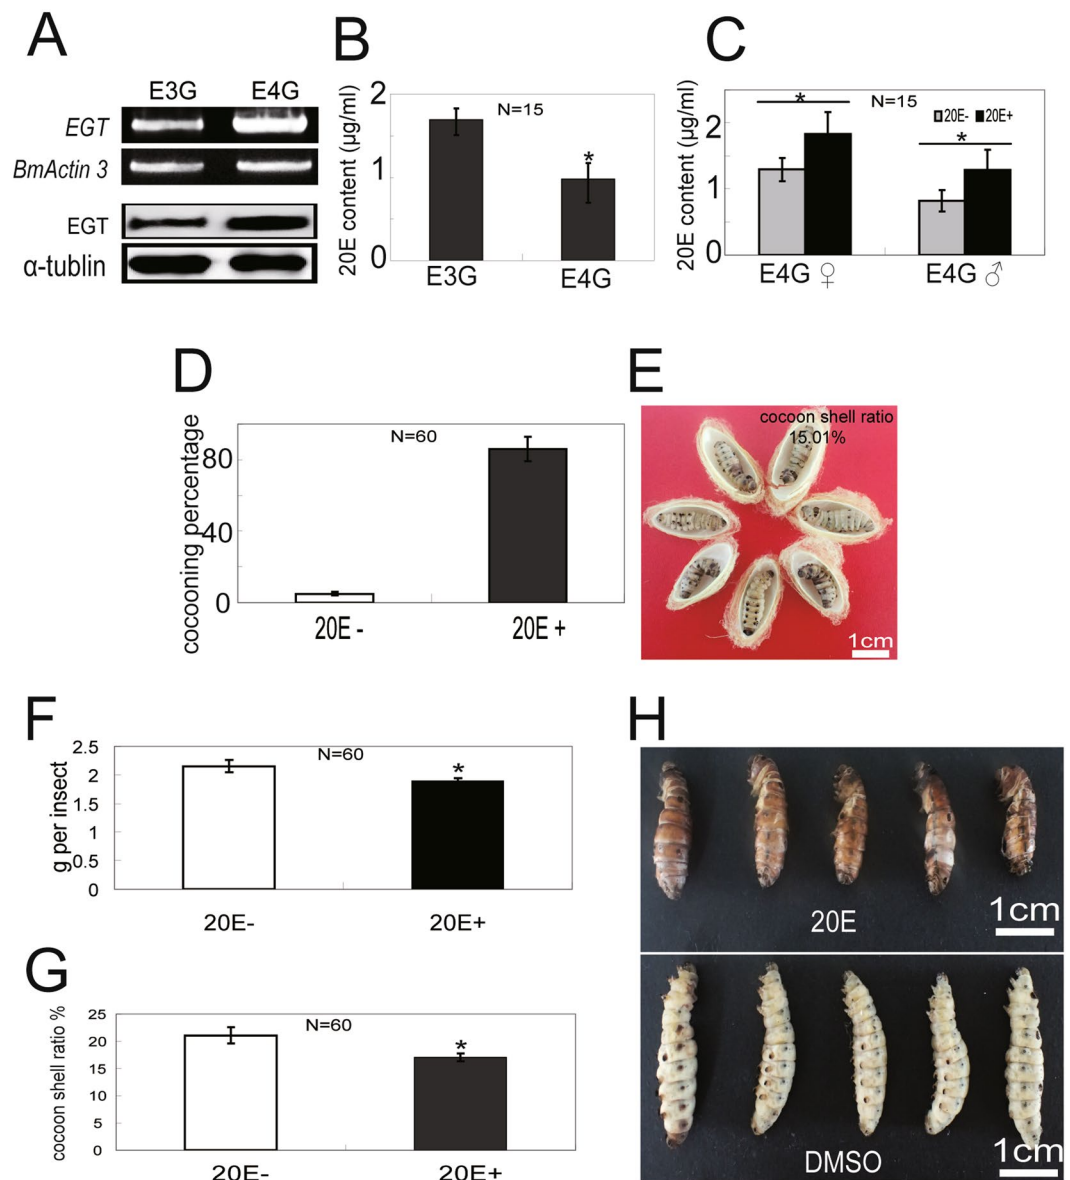 A
E3G E4G
EGT
BmActin 3
EGT
α-tublin
B
20E content (μg/ml)
2
1
0
N=15
*
E3G
E4G
C
20E content (μg/ml)
2
1
0
* N=15
20E- 20E+
*
E4G ♀
E4G ♂
D
cocooning percentage
80
40
0
N=60
20E -
20E +
E
cocoon shell ratio
15.01%
1cm
F
g per insect
2.5
2
1.5
1
0.5
0
N=60
*
20E-
20E+
G
cocoon shell ratio %
25
20
15
10
5
0
N=60
*
20E-
20E+
H
20E
1cm
DMSO
1cm